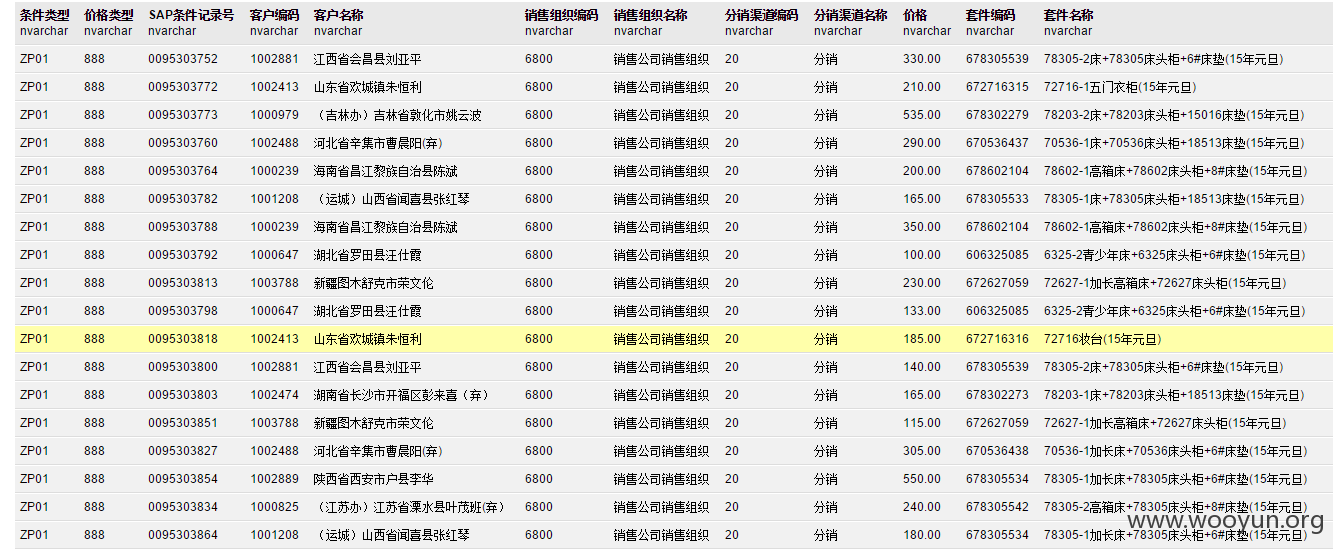 条件类型 价格类型 SAP条件记录号 客户编码 客户名称 销售组织编码 销售组织名称 分销渠道编码 分销渠道名称 价格 套件编码 套件名称
nvarchar nvarchar nvarchar nvarchar nvarchar nvarchar nvarchar nvarchar nvarchar nvarchar nvarchar nvarchar
ZP01 888 0095303752 1002881 江西省会昌县刘亚平 6800 销售公司销售组织 20 分销 330.00 678305539 78305-2床+78305床头柜+6#床垫(15年元旦)
ZP01 888 0095303772 1002413 山东省欢城镇朱恒利 6800 销售公司销售组织 20 分销 210.00 672716315 72716-1五门衣柜(15年元旦)
ZP01 888 0095303773 1000979 （吉林办）吉林省敦化市姚云波 6800 销售公司销售组织 20 分销 535.00 678302279 78203-2床+78203床头柜+15016床垫(15年元旦)
ZP01 888 0095303760 1002488 河北省辛集市曹晨阳(弃) 6800 销售公司销售组织 20 分销 290.00 670536437 70536-1床+70536床头柜+18513床垫(15年元旦)
ZP01 888 0095303764 1000239 海南省昌江黎族自治县陈斌 6800 销售公司销售组织 20 分销 200.00 678602104 78602-1高箱床+78602床头柜+8#床垫(15年元旦)
ZP01 888 0095303782 1001208 （运城）山西省闻喜县张红琴 6800 销售公司销售组织 20 分销 165.00 678305533 78305-1床+78305床头柜+18513床垫(15年元旦)
ZP01 888 0095303788 1000239 海南省昌江黎族自治县陈斌 6800 销售公司销售组织 20 分销 350.00 678602104 78602-1高箱床+78602床头柜+8#床垫(15年元旦)
ZP01 888 0095303792 1000647 湖北省罗田县汪仕霞 6800 销售公司销售组织 20 分销 100.00 606325085 6325-2青少年床+6325床头柜+6#床垫(15年元旦)
ZP01 888 0095303813 1003788 新疆图木舒克市荣文伦 6800 销售公司销售组织 20 分销 230.00 672627059 72627-1加长高箱床+72627床头柜(15年元旦)
ZP01 888 0095303798 1000647 湖北省罗田县汪仕霞 6800 销售公司销售组织 20 分销 133.00 606325085 6325-2青少年床+6325床头柜+6#床垫(15年元旦)
ZP01 888 0095303818 1002413 山东省欢城镇朱恒利 6800 销售公司销售组织 20 分销 185.00 672716316 72716妆台(15年元旦)
ZP01 888 0095303800 1002881 江西省会昌县刘亚平 6800 销售公司销售组织 20 分销 140.00 678305539 78305-2床+78305床头柜+6#床垫(15年元旦)
ZP01 888 0095303803 1002474 湖南省长沙市开福区彭来喜（弃） 6800 销售公司销售组织 20 分销 165.00 678302273 78203-1床+78203床头柜+18513床垫(15年元旦)
ZP01 888 0095303851 1003788 新疆图木舒克市荣文伦 6800 销售公司销售组织 20 分销 115.00 672627059 72627-1加长高箱床+72627床头柜(15年元旦)
ZP01 888 0095303827 1002488 河北省辛集市曹晨阳(弃) 6800 销售公司销售组织 20 分销 305.00 670536438 70536-1加长床+70536床头柜+6#床垫(15年元旦)
ZP01 888 0095303854 1002889 陕西省西安市户县李华 6800 销售公司销售组织 20 分销 550.00 678305534 78305-1加长床+78305床头柜+6#床垫(15年元旦)
ZP01 888 0095303834 1000825 （江苏办）江苏省溧水县叶茂班(弃) 6800 销售公司销售组织 20 分销 240.00 678305542 78305-2高箱床+78305床头柜+8#床垫(15年元旦)
ZP01 888 0095303864 1001208 （运城）山西省闻喜县张红琴 6800 销售公司销售组织 20 分销 180.00 678305534 78305-1加长床+78305床头柜+6#床垫(15年元旦)
www.wooyun.org